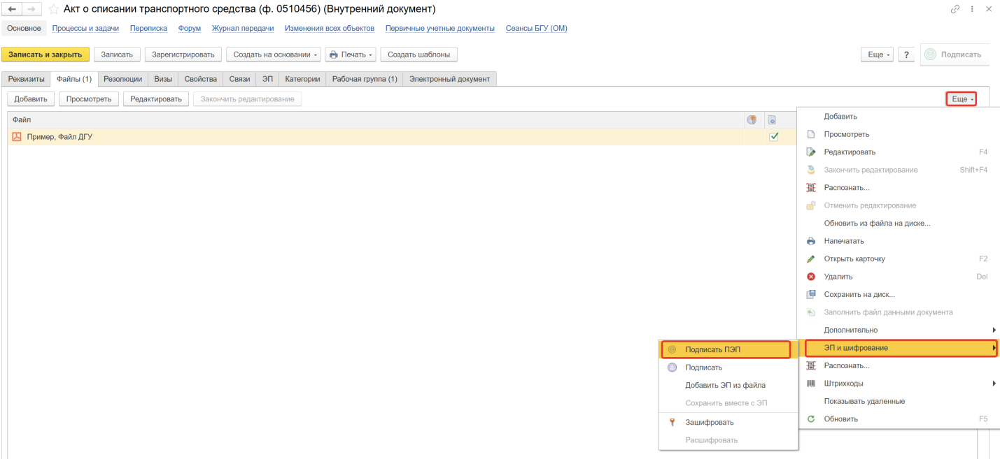 Акт о списании транспортного средства (ф. 0510456) (Внутренний документ)
Основное Процессы и задачи Переписка Форум Журнал передачи Изменения всех объектов Первичные учетные документы Сеансы БГУ (ОМ)
Записать и закрыть Записать Зарегистрировать Создать на основании Печать Создать шаблоны Еще ? Подписать
Реквизиты Файлы (1) Резолюции Визы Свойства Связи ЭП Категории Рабочая группа (1) Электронный документ
Добавить Просмотреть Редактировать Закончить редактирование Еще
Файл
Пример, Файл ДГУ
Добавить
Просмотреть
Редактировать F4
Закончить редактирование Shift+F4
Распознать...
Отменить редактирование
Обновить из файла на диске...
Напечатать
Открыть карточку F2
Удалить Del
Сохранить на диск...
Заполнить файл данными документа
Дополнительно
ЭП и шифрование
Распознать...
Штрихкоды
Показывать удаленные
Обновить F5
Подписать ПЭП
Подписать
Добавить ЭП из файла
Сохранить вместе с ЭП
Зашифровать
Расшифровать